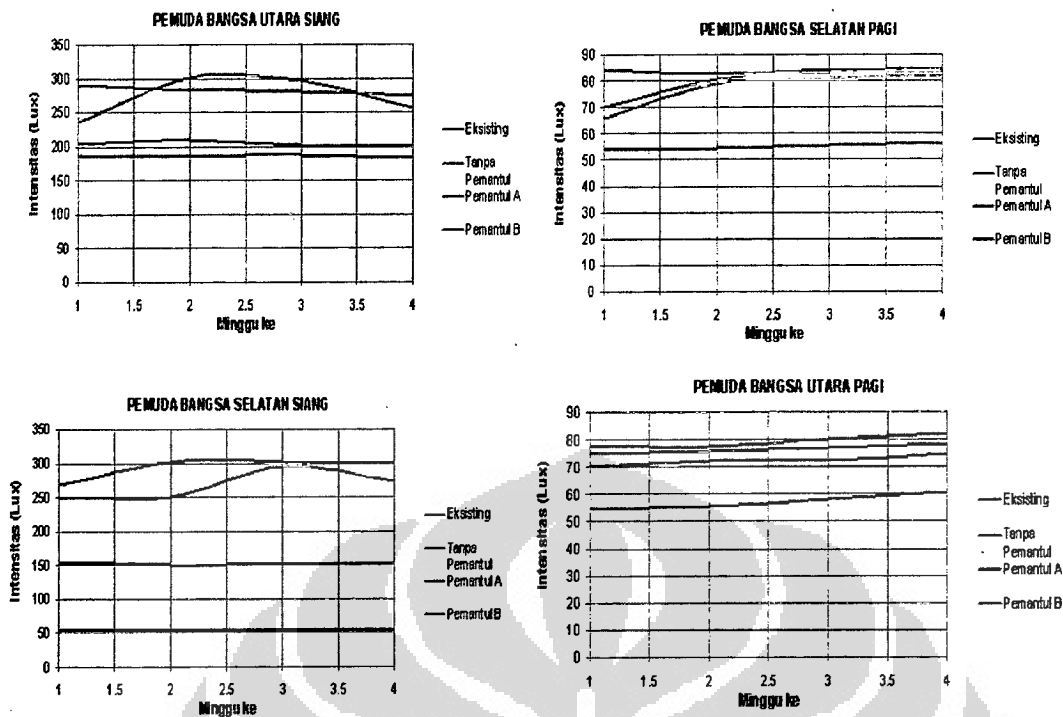 PEMUDA BANGSA UTARA SIANG
Intensitas (Lux)
350
300
250
200
150
100
50
0
1 1.5 2 2.5 3 3.5 4
Minggu ke
Eksisting
Tanpa
Pemantul
Pemantul A
Pemantul B
PEMUDA BANGSA SELATAN PAGI
Intensitas (Lux)
90
80
70
60
50
40
30
20
10
0
1 1.5 2 2.5 3 3.5 4
Minggu ke
Eksisting
Tanpa
Pemantul
Pemantul A
Pemantul B
PEMUDA BANGSA SELATAN SIANG
Intensitas (Lux)
350
300
250
200
150
100
50
0
1 1.5 2 2.5 3 3.5 4
Minggu ke
Eksisting
Tanpa
Pemantul
Pemantul A
Pemantul B
PEMUDA BANGSA UTARA PAGI
Intensitas (Lux)
90
80
70
60
50
40
30
20
10
0
1 1.5 2 2.5 3 3.5 4
Minggu ke
Eksisting
Tanpa
Pemantul
Pemantul A
Pemantul B